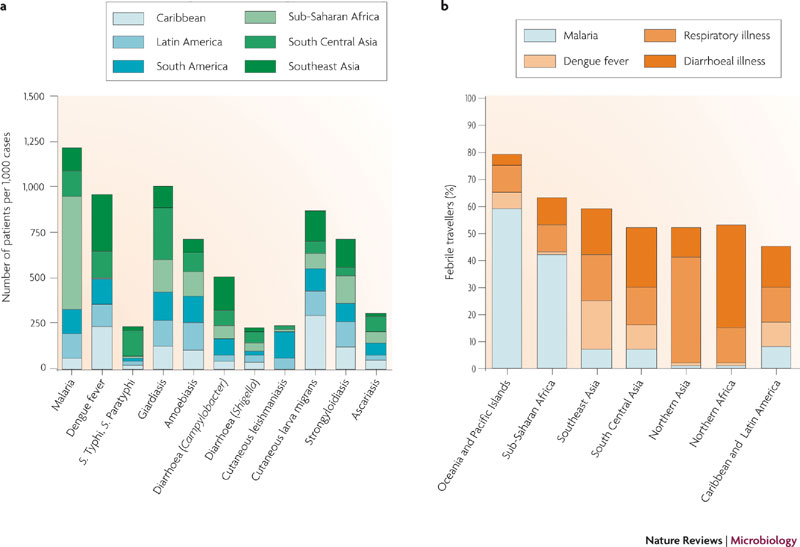 a
Caribbean
Latin America
South America
Sub-Saharan Africa
South Central Asia
Southeast Asia
Number of patients per 1,000 cases
1,500
1,250
1,000
750
500
250
0
Malaria
Dengue fever
S. Typhi, S. Paratyphi
Giardiasis
Amoebiasis
Diarrhoea (Campylobacter)
Diarrhoea (Shigella)
Cutaneous leishmaniasis
Cutaneous larva migrans
Strongyloidiasis
Ascariasis
b
Malaria
Dengue fever
Respiratory illness
Diarrhoeal illness
Febrile travellers (%)
100
90
80
70
60
50
40
30
20
10
0
Oceania and Pacific Islands
Sub-Saharan Africa
Southeast Asia
South Central Asia
Northern Asia
Northern Africa
Caribbean and Latin America
Nature Reviews | Microbiology